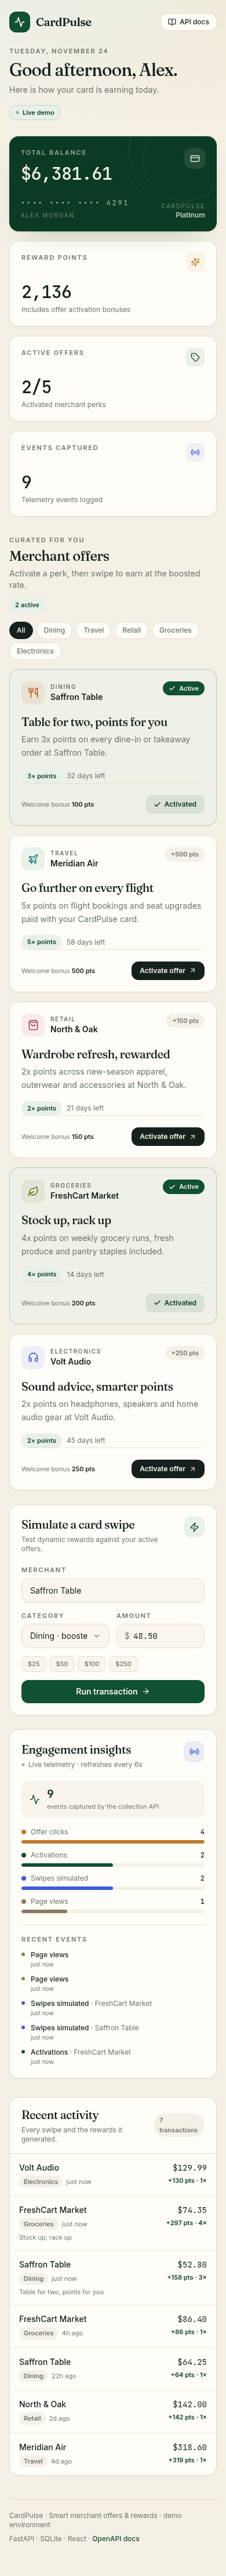 CardPulse
API docs
TUESDAY, NOVEMBER 24
Good afternoon, Alex.
Here is how your card is earning today.
Live demo
TOTAL BALANCE
$6,381.61
•••• •••• •••• 4291
ALEX MORGAN
CARDPULSE
Platinum
REWARD POINTS
2,136
Includes offer activation bonuses
ACTIVE OFFERS
2/5
Activated merchant perks
EVENTS CAPTURED
9
Telemetry events logged
CURATED FOR YOU
Merchant offers
Activate a perk, then swipe to earn at the boosted
rate.
2 active
All
Dining
Travel
Retail
Groceries
Electronics
DINING
Saffron Table
Active
Table for two, points for you
Earn 3x points on every dine-in or takeaway
order at Saffron Table.
3× points
32 days left
Welcome bonus 100 pts
Activated
TRAVEL
Meridian Air
+500 pts
Go further on every flight
5x points on flight bookings and seat upgrades
paid with your CardPulse card.
5× points
58 days left
Welcome bonus 500 pts
Activate offer
RETAIL
North & Oak
+150 pts
Wardrobe refresh, rewarded
2x points across new-season apparel,
outerwear and accessories at North & Oak.
2× points
21 days left
Welcome bonus 150 pts
Activate offer
GROCERIES
FreshCart Market
Active
Stock up, rack up
4x points on weekly grocery runs, fresh
produce and pantry staples included.
4× points
14 days left
Welcome bonus 200 pts
Activated
ELECTRONICS
Volt Audio
+250 pts
Sound advice, smarter points
2x points on headphones, speakers and home
audio gear at Volt Audio.
2× points
45 days left
Welcome bonus 250 pts
Activate offer
Simulate a card swipe
Test dynamic rewards against your active
offers.
MERCHANT
Saffron Table
CATEGORY
AMOUNT
Dining · booste
$ 48.50
$25
$50
$100
$250
Run transaction
Engagement insights
Live telemetry · refreshes every 6s
9
events captured by the collection API
Offer clicks
4
Activations
2
Swipes simulated
2
Page views
1
RECENT EVENTS
Page views
just now
Page views
just now
Swipes simulated · FreshCart Market
just now
Swipes simulated · Saffron Table
just now
Activations · FreshCart Market
just now
Recent activity
Every swipe and the rewards it
generated.
7
transactions
Volt Audio
$129.99
Electronics
just now
+130 pts · 1×
FreshCart Market
$74.35
Groceries
just now
+297 pts · 4×
Stock up, rack up
Saffron Table
$52.80
Dining
just now
+158 pts · 3×
Table for two, points for you
FreshCart Market
$86.40
Groceries
4h ago
+86 pts · 1×
Saffron Table
$64.25
Dining
22h ago
+64 pts · 1×
North & Oak
$142.00
Retail
2d ago
+142 pts · 1×
Meridian Air
$318.60
Travel
4d ago
+319 pts · 1×
CardPulse · Smart merchant offers & rewards · demo
environment
FastAPI · SQLite · React · OpenAPI docs